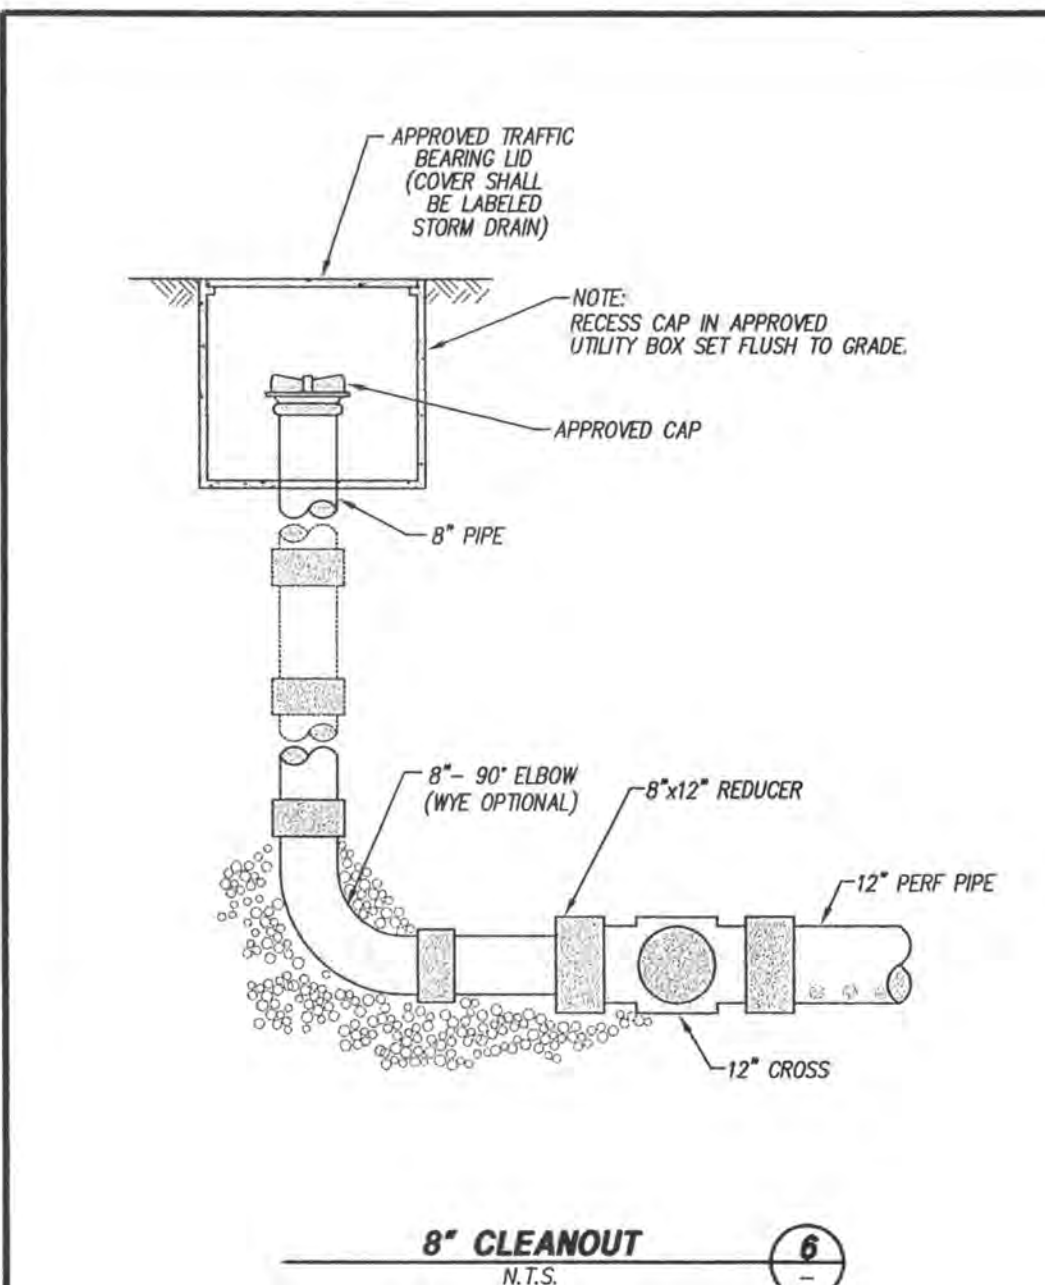 APPROVED TRAFFIC
BEARING LID
(COVER SHALL
BE LABELED
STORM DRAIN)
NOTE:
RECESS CAP IN APPROVED
UTILITY BOX SET FLUSH TO GRADE.
APPROVED CAP
8" PIPE
8"- 90° ELBOW
(WYE OPTIONAL)
8"x12" REDUCER
12" PERF PIPE
12" CROSS
8" CLEANOUT
N.T.S.
6
-